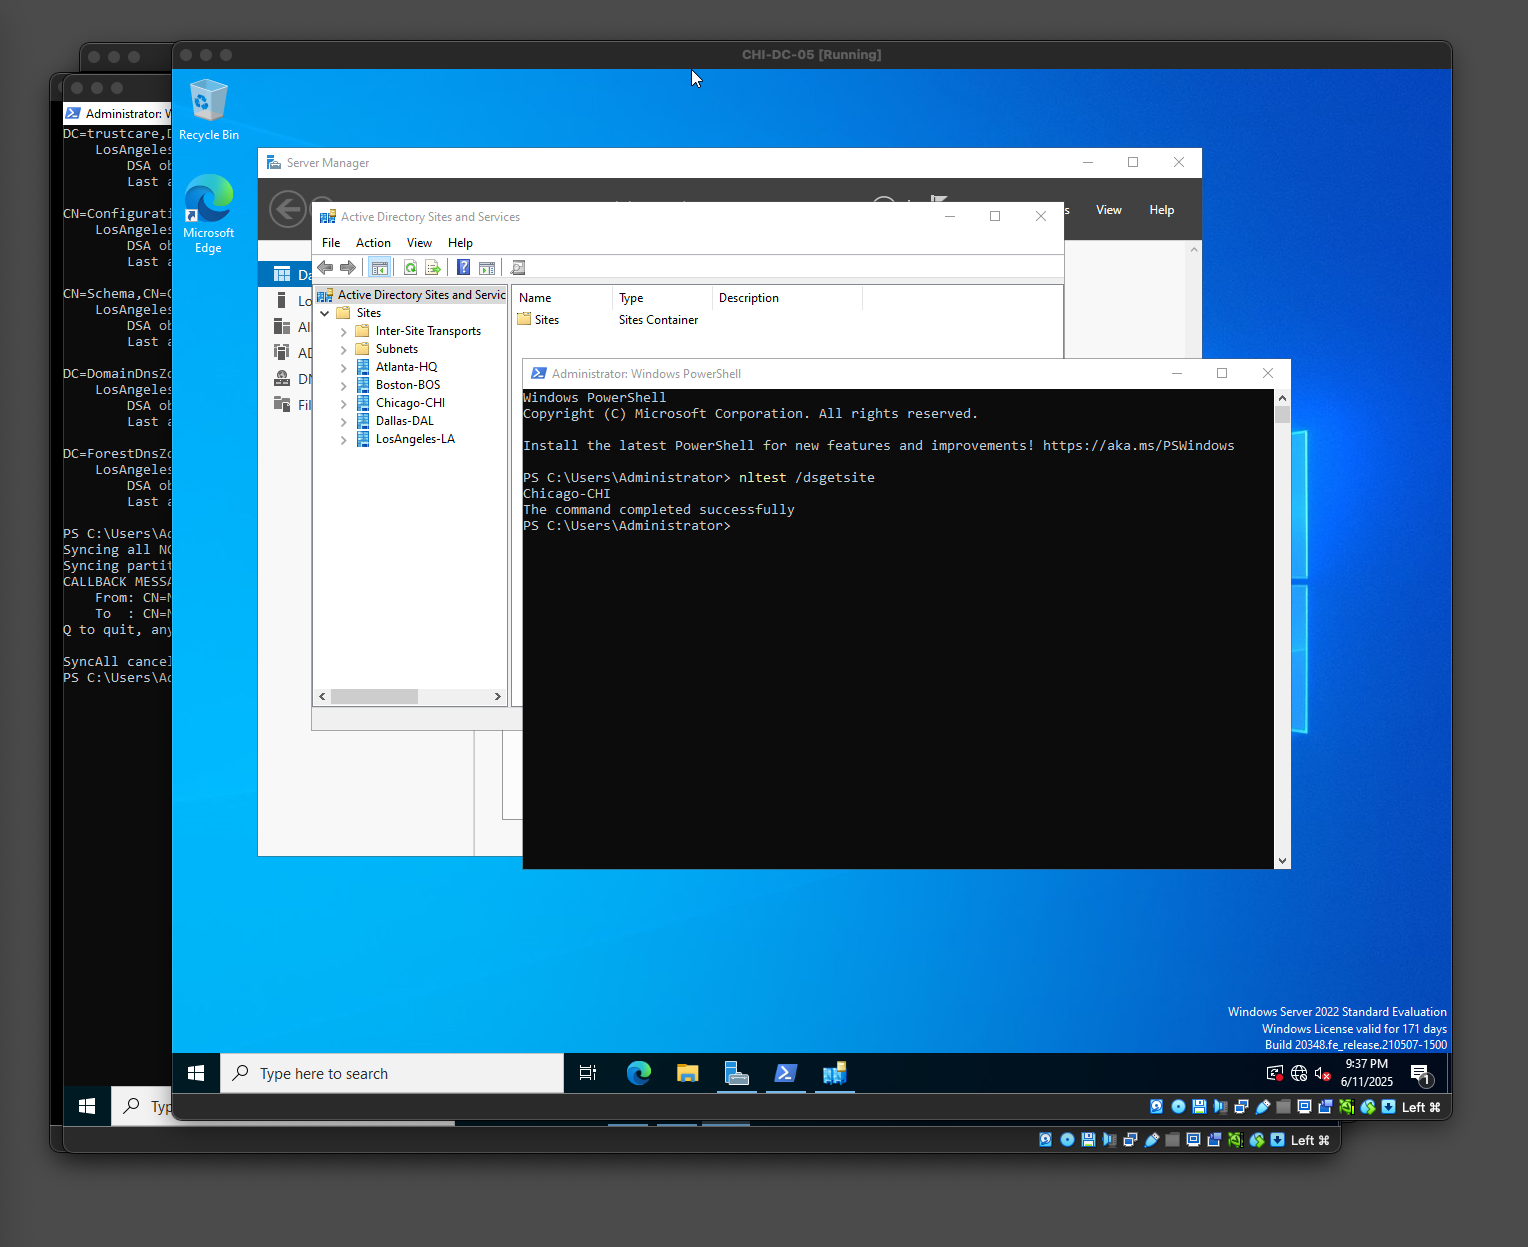 CHI-DC-05 [Running]
Recycle Bin
Microsoft
Edge
Administrator: W
DC=trustcare,D
LosAngeles
DSA ob
Last a
CN=Configurati
LosAngeles
DSA ob
Last a
CN=Schema,CN=C
LosAngeles
DSA ob
Last a
DC=DomainDnsZo
LosAngeles
DSA ob
Last a
DC=ForestDnsZo
LosAngeles
DSA ob
Last a
PS C:\Users\Ad
Syncing all NC
Syncing partit
CALLBACK MESSA
From: CN=N
To  : CN=N
Q to quit, any
SyncAll cancel
PS C:\Users\Ad
Server Manager
View
Help
Active Directory Sites and Services
File Action View Help
Active Directory Sites and Servic
Sites
Inter-Site Transports
Subnets
Atlanta-HQ
Boston-BOS
Chicago-CHI
Dallas-DAL
LosAngeles-LA
Name Type Description
Sites Sites Container
Administrator: Windows PowerShell
Windows PowerShell
Copyright (C) Microsoft Corporation. All rights reserved.
Install the latest PowerShell for new features and improvements! https://aka.ms/PSWindows
PS C:\Users\Administrator> nltest /dsgetsite
Chicago-CHI
The command completed successfully
PS C:\Users\Administrator>
Windows Server 2022 Standard Evaluation
Windows License valid for 171 days
Build 20348.fe_release.210507-1500
Type here to search
9:37 PM
6/11/2025
1
Typ
Left ⌘
Left ⌘